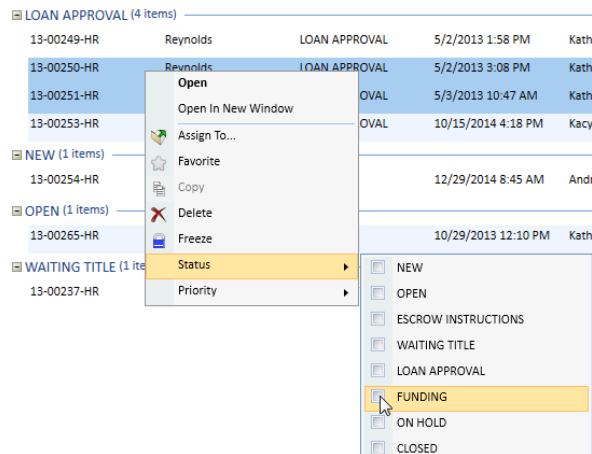 LOAN APPROVAL (4 items)
13-00249-HR Reynolds LOAN APPROVAL 5/2/2013 1:58 PM Kath
13-00250-HR Reynolds LOAN APPROVAL 5/2/2013 3:08 PM Kath
13-00251-HR OVAL 5/3/2013 10:47 AM Kath
13-00253-HR OVAL 10/15/2014 4:18 PM Kacy
NEW (1 items)
13-00254-HR 12/29/2014 8:45 AM Andr
OPEN (1 items)
13-00265-HR 10/29/2013 12:10 PM Kath
WAITING TITLE (1 ite
13-00237-HR
Open
Open In New Window
Assign To...
Favorite
Copy
Delete
Freeze
Status
Priority
NEW
OPEN
ESCROW INSTRUCTIONS
WAITING TITLE
LOAN APPROVAL
FUNDING
ON HOLD
CLOSED